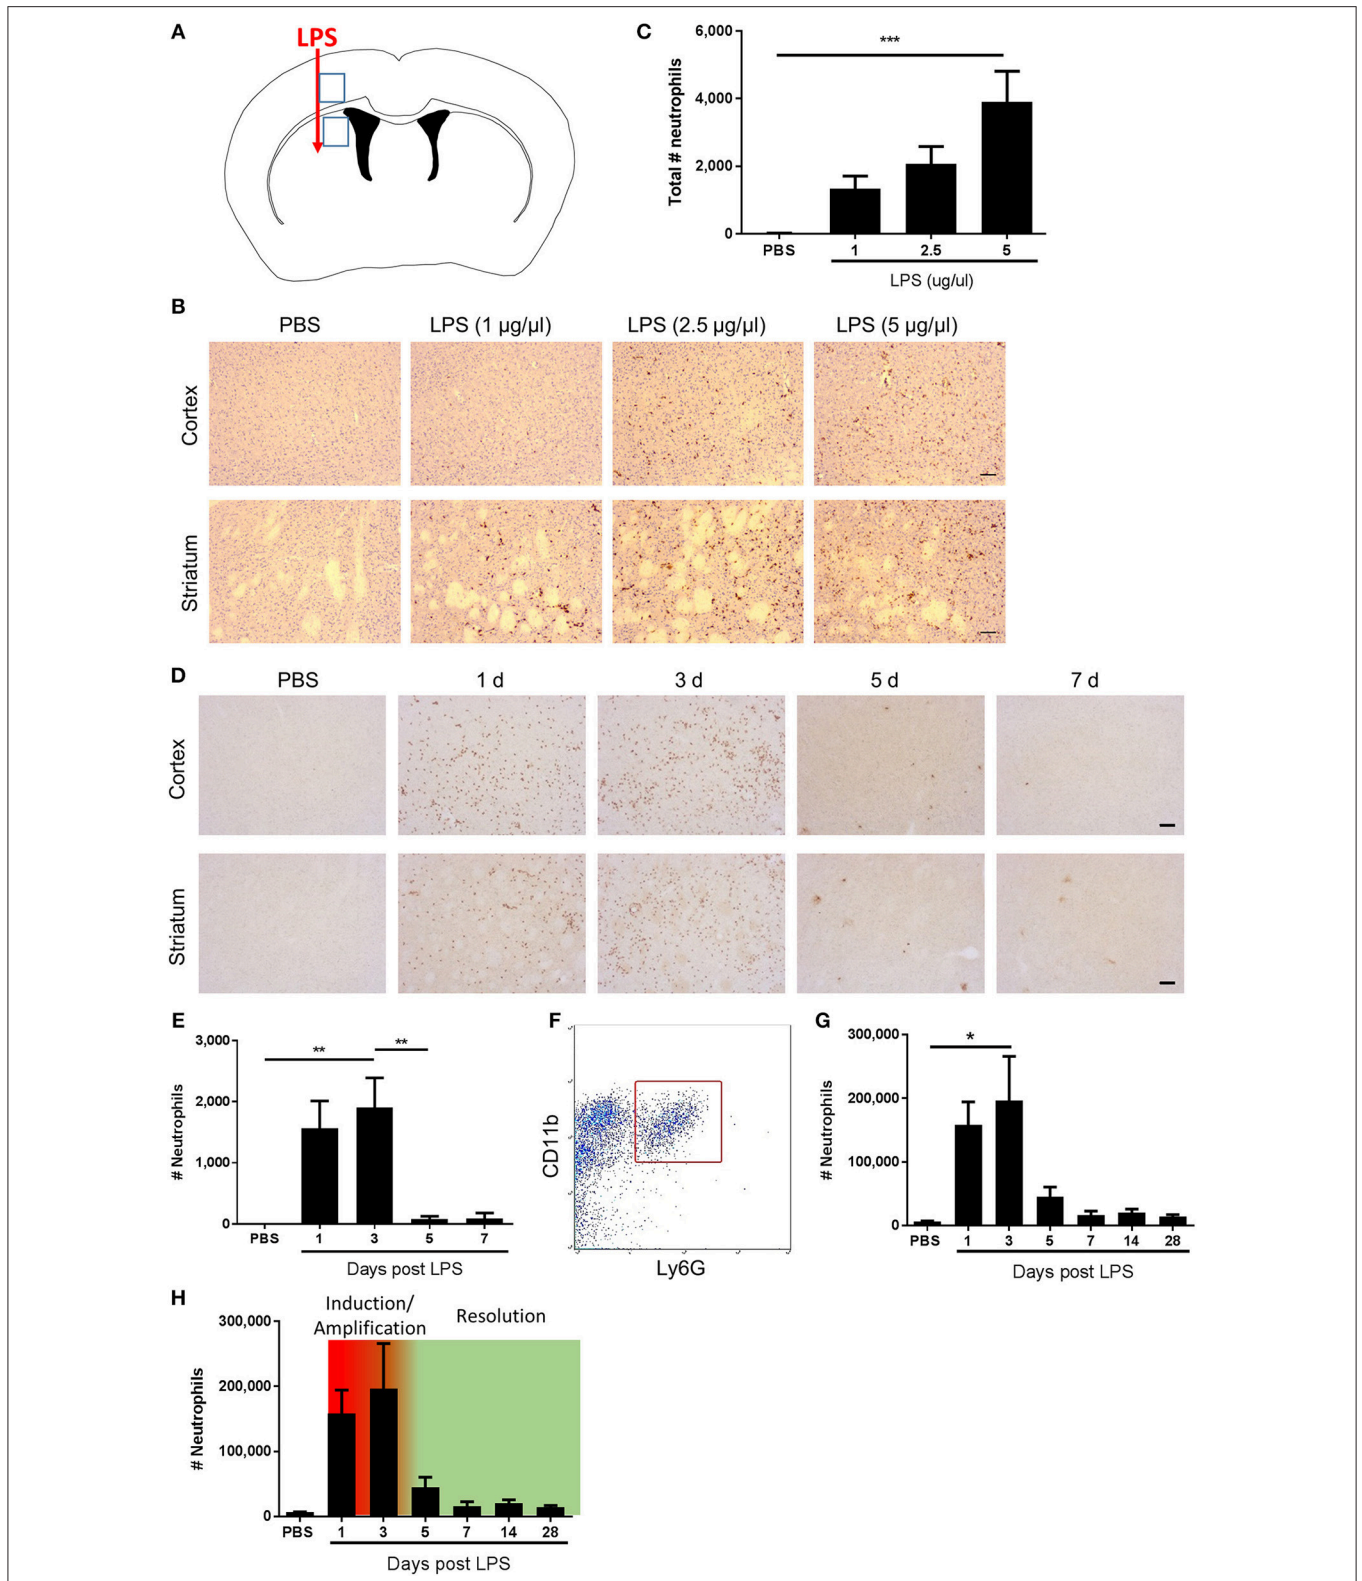 A
LPS
C
6,000
4,000
2,000
0
Total # neutrophils
***
PBS
1
2.5
5
LPS (ug/ul)
B
PBS
LPS (1 µg/µl)
LPS (2.5 µg/µl)
LPS (5 µg/µl)
Cortex
Striatum
D
PBS
1 d
3 d
5 d
7 d
Cortex
Striatum
E
3,000
2,000
1,000
0
# Neutrophils
**
**
PBS
1
3
5
7
Days post LPS
F
CD11b
Ly6G
G
300,000
200,000
100,000
0
# Neutrophils
*
PBS
1
3
5
7
14
28
Days post LPS
H
Induction/
Amplification
Resolution
300,000
200,000
100,000
0
# Neutrophils
PBS
1
3
5
7
14
28
Days post LPS